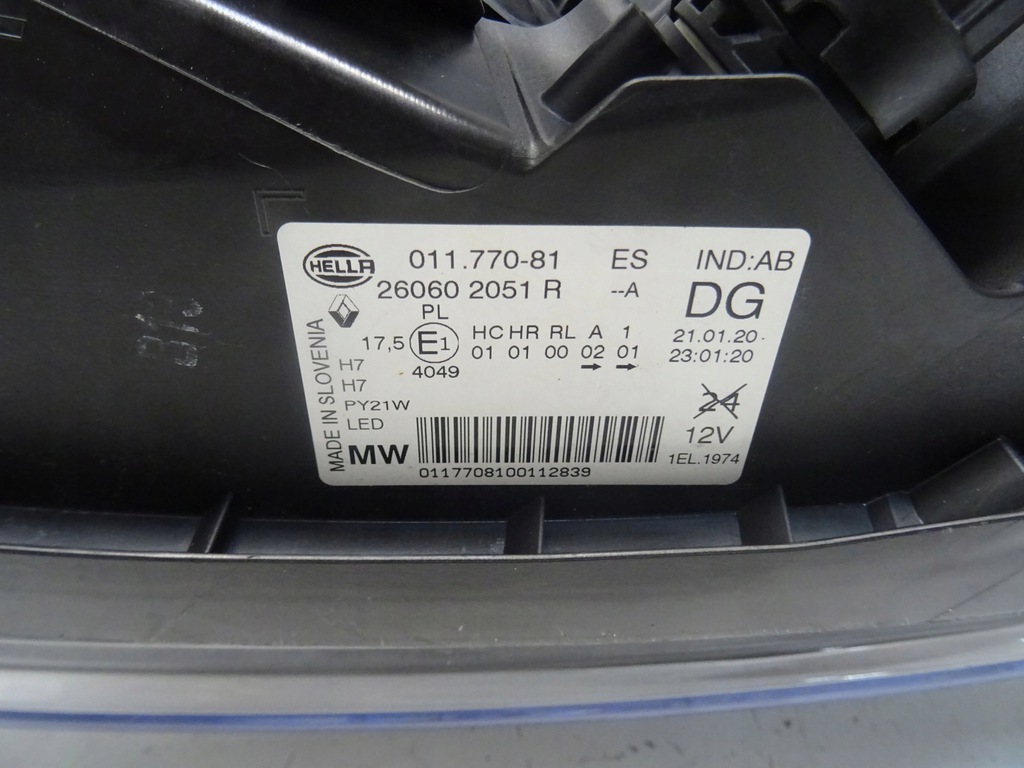 HELLA 011.770-81 ES IND:AB
26060 2051 R --A DG
PL
17,5 E1 HC HR RL A 1 21.01.20
01 01 00 02 01 23:01:20
4049
H7
H7
PY21W
LED
MADE IN SLOVENIA
24
12V
MW
0117708100112839
1EL.1974